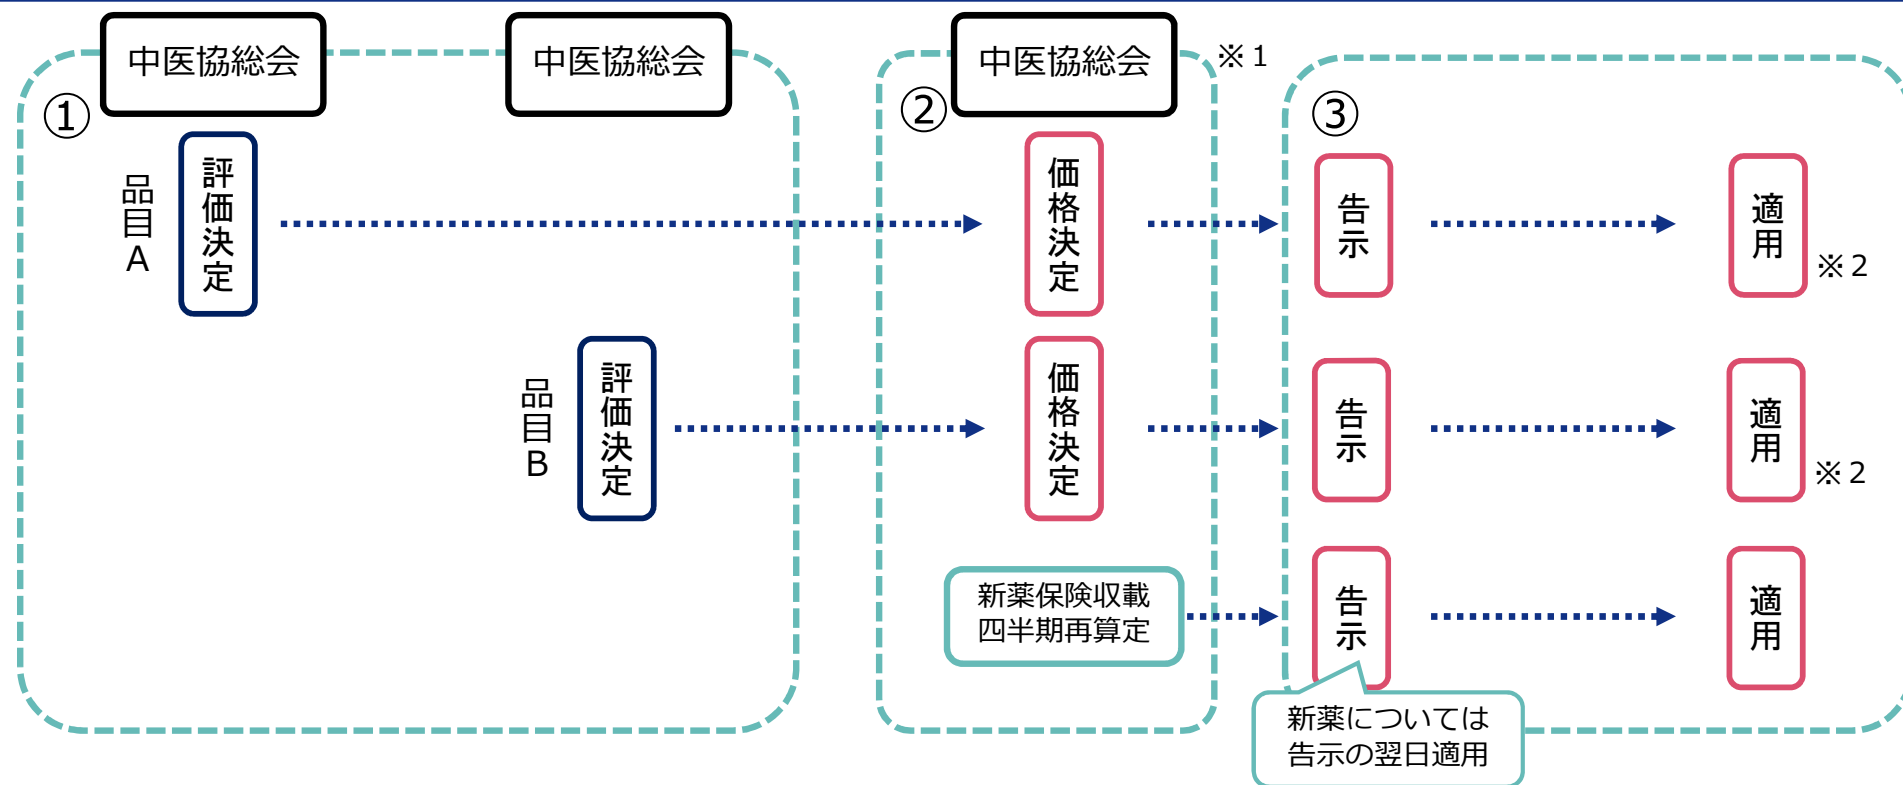 中医協総会
中医協総会
中医協総会
※1
①
②
③
品目A
評価決定
価格決定
告示
適用
※2
品目B
評価決定
価格決定
告示
適用
※2
新薬保険収載
四半期再算定
告示
適用
新薬については
告示の翌日適用